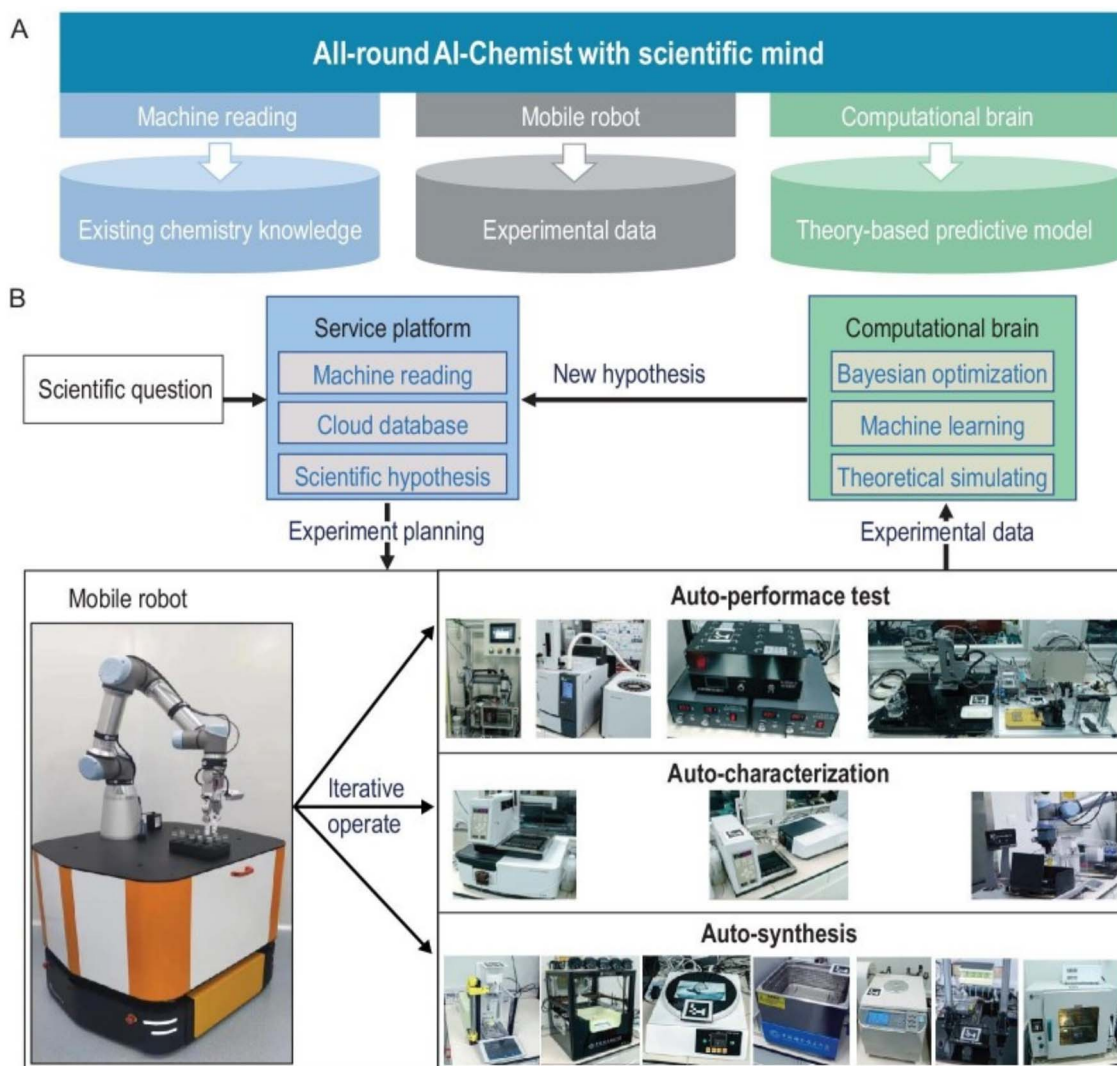 A
All-round AI-Chemist with scientific mind
Machine reading
Mobile robot
Computational brain
Existing chemistry knowledge
Experimental data
Theory-based predictive model
B
Scientific question
Service platform
Machine reading
Cloud database
Scientific hypothesis
New hypothesis
Computational brain
Bayesian optimization
Machine learning
Theoretical simulating
Experiment planning
Experimental data
Mobile robot
Iterative
operate
Auto-performace test
Auto-characterization
Auto-synthesis